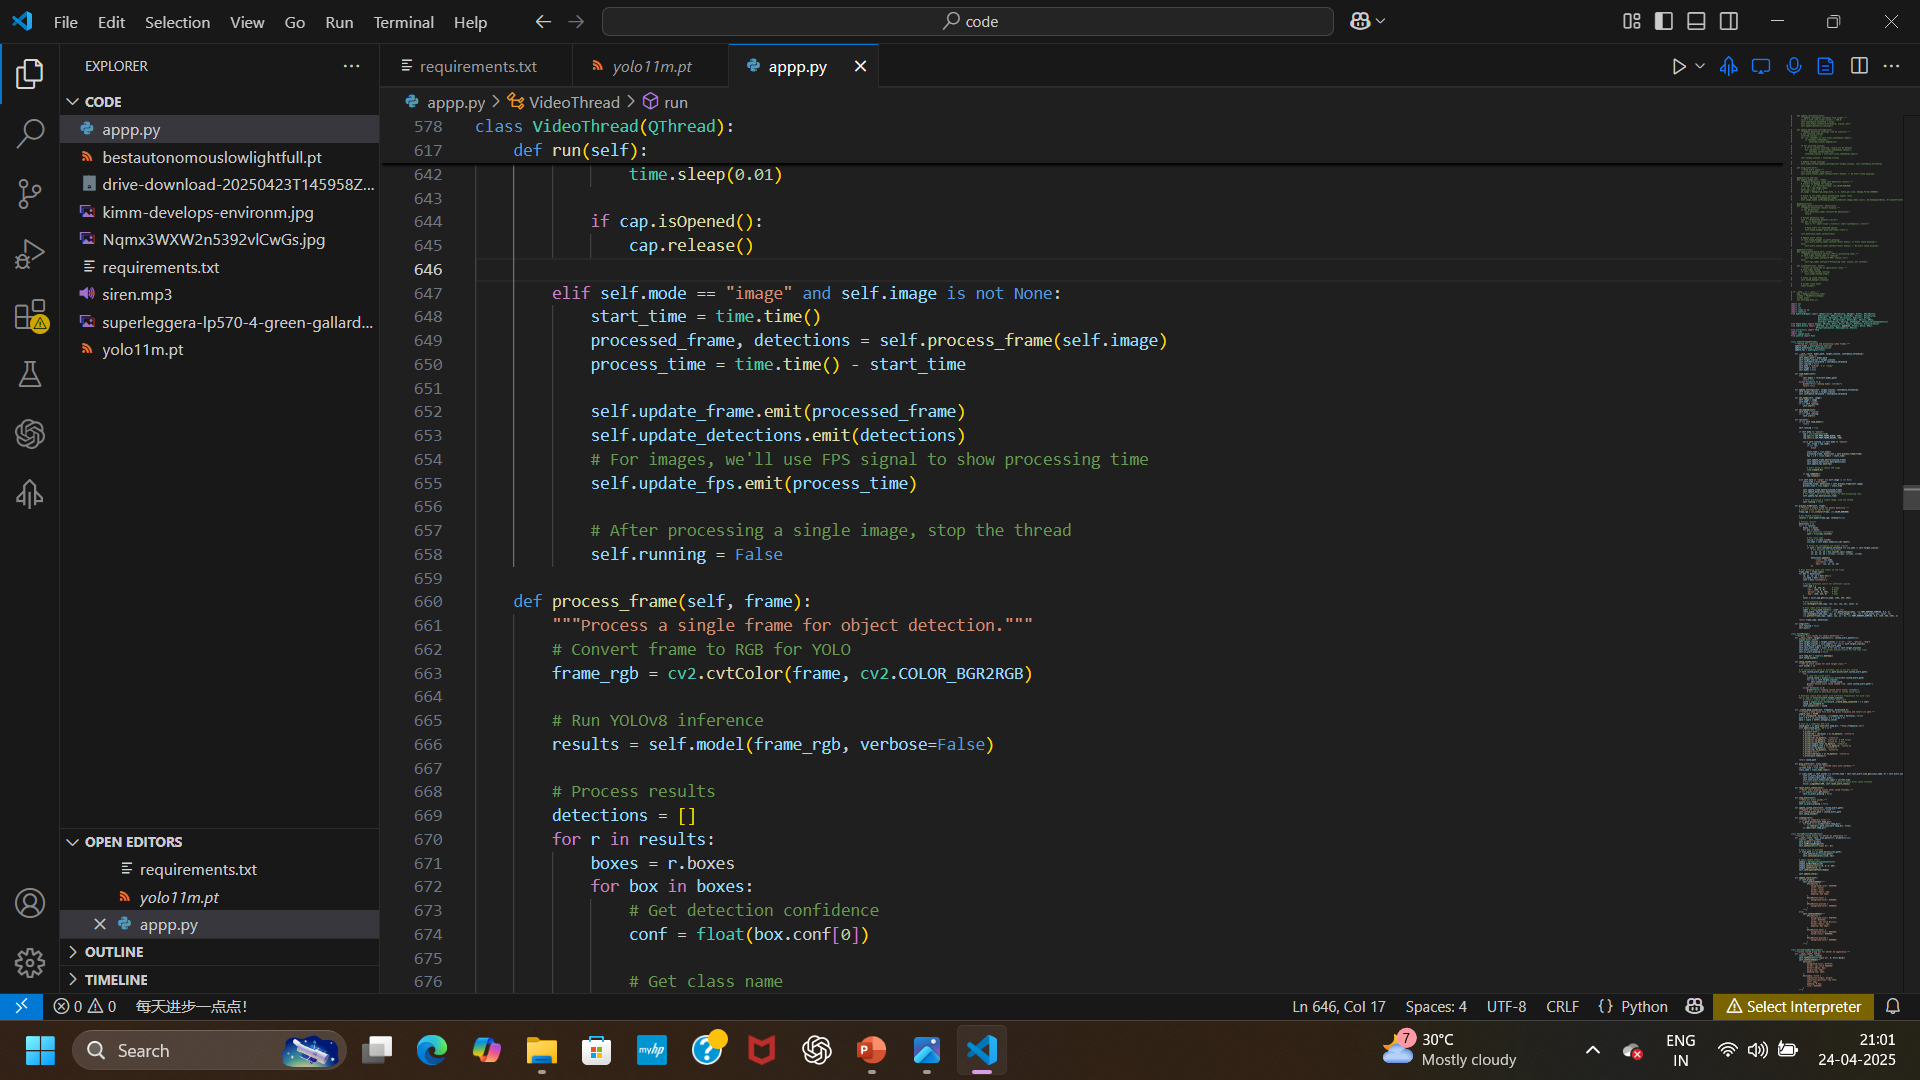 File Edit Selection View Go Run Terminal Help
code
EXPLORER
requirements.txt
yolo11m.pt
appp.py
appp.py > VideoThread > run
CODE
appp.py
bestautonomouslowlightfull.pt
drive-download-20250423T145958Z...
kimm-develops-environm.jpg
Nqmx3WXW2n5392vlCwGs.jpg
requirements.txt
siren.mp3
superleggera-lp570-4-green-gallard...
yolo11m.pt
OPEN EDITORS
requirements.txt
yolo11m.pt
appp.py
OUTLINE
TIMELINE
578 class VideoThread(QThread):
617 def run(self):
642 time.sleep(0.01)
643
644 if cap.isOpened():
645 cap.release()
646
647 elif self.mode == "image" and self.image is not None:
648 start_time = time.time()
649 processed_frame, detections = self.process_frame(self.image)
650 process_time = time.time() - start_time
651
652 self.update_frame.emit(processed_frame)
653 self.update_detections.emit(detections)
654 # For images, we'll use FPS signal to show processing time
655 self.update_fps.emit(process_time)
656
657 # After processing a single image, stop the thread
658 self.running = False
659
660 def process_frame(self, frame):
661 """Process a single frame for object detection."""
662 # Convert frame to RGB for YOLO
663 frame_rgb = cv2.cvtColor(frame, cv2.COLOR_BGR2RGB)
664
665 # Run YOLOv8 inference
666 results = self.model(frame_rgb, verbose=False)
667
668 # Process results
669 detections = []
670 for r in results:
671 boxes = r.boxes
672 for box in boxes:
673 # Get detection confidence
674 conf = float(box.conf[0])
675
676 # Get class name
0 0 每天进步一点点！
Ln 646, Col 17 Spaces: 4 UTF-8 CRLF {} Python Select Interpreter
Search
myhp
7
30°C
Mostly cloudy
ENG
IN
21:01
24-04-2025